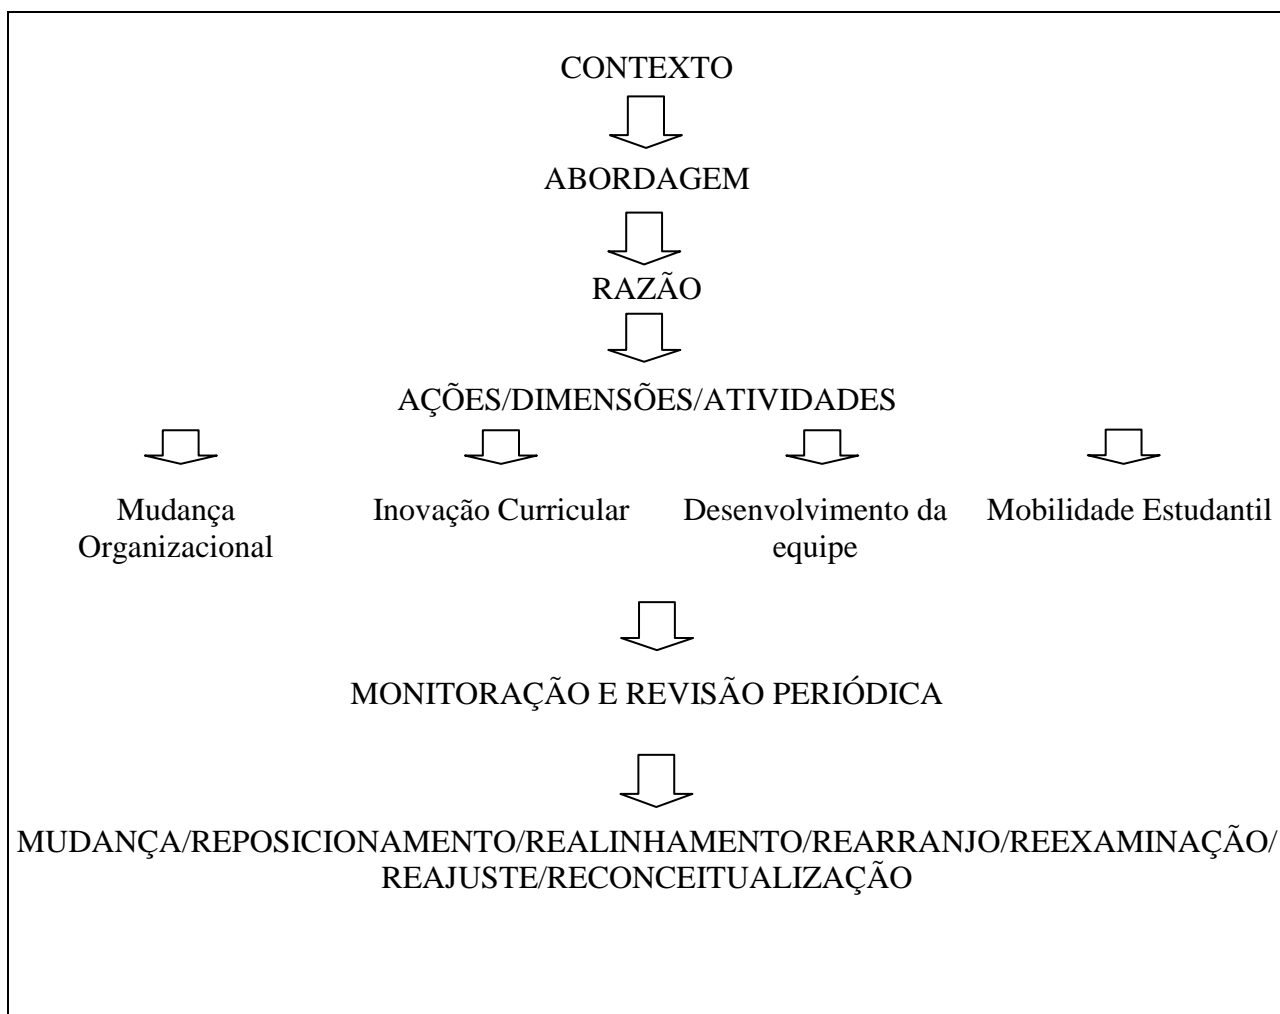 CONTEXTO
ABORDAGEM
RAZÃO
AÇÕES/DIMENSÕES/ATIVIDADES
Mudança
Organizacional
Inovação Curricular
Desenvolvimento da
equipe
Mobilidade Estudantil
MONITORAÇÃO E REVISÃO PERIÓDICA
MUDANÇA/REPOSICIONAMENTO/REALINHAMENTO/REARRANJO/REEXAMINAÇÃO/
REAJUSTE/RECONCEITUALIZAÇÃO